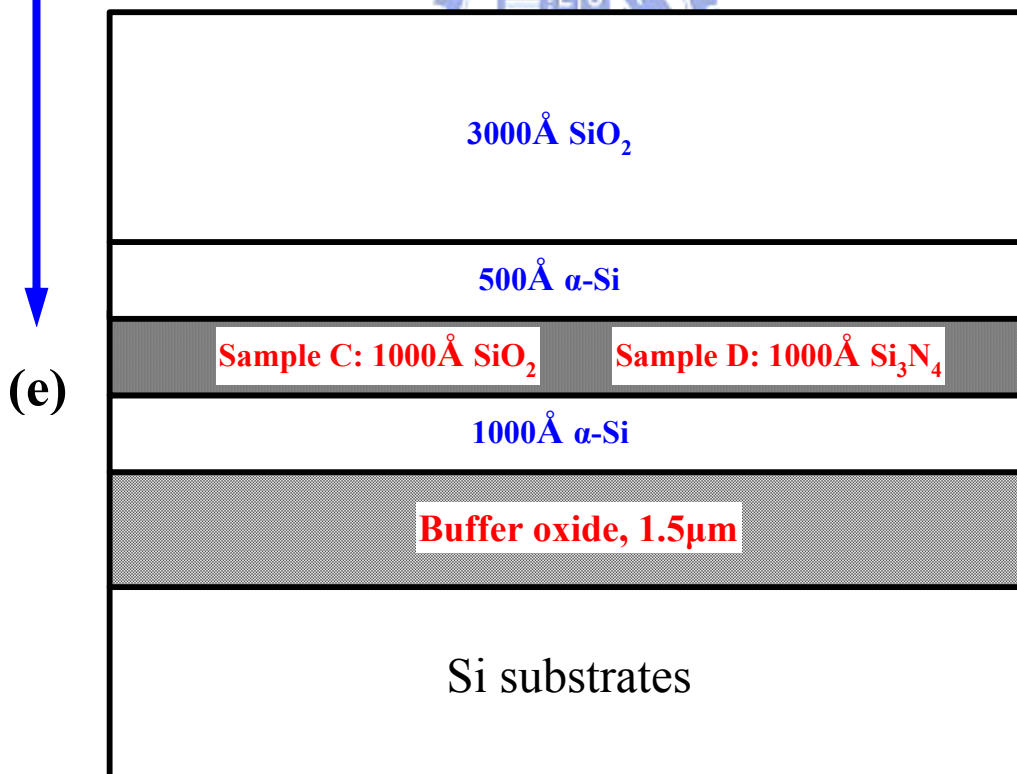 3000Å SiO₂
500Å α-Si
Sample C: 1000Å SiO₂ Sample D: 1000Å Si₃N₄
(e)
1000Å α-Si
Buffer oxide, 1.5μm
Si substrates